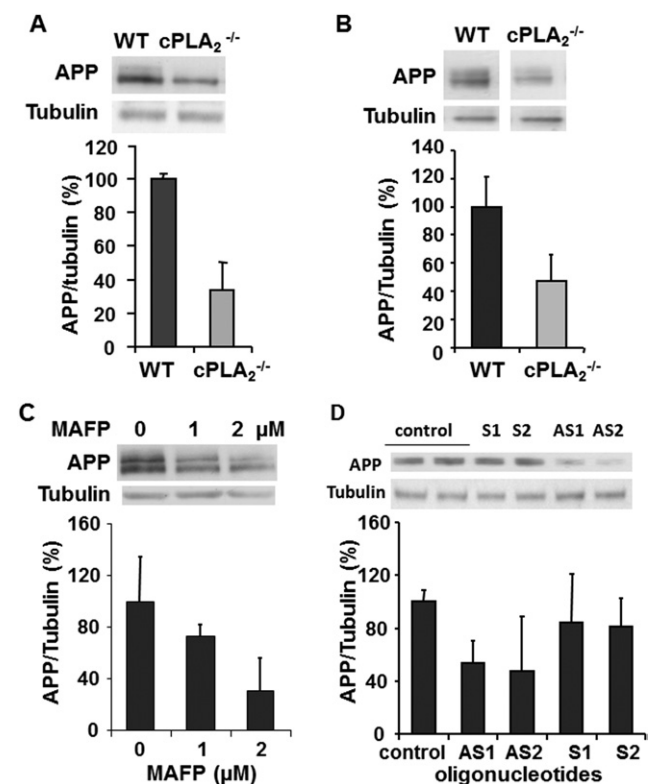 A
WT cPLA₂⁻/⁻
APP
Tubulin
120
100
80
60
40
20
0
APP/tubulin (%)
WT cPLA₂⁻/⁻
B
WT cPLA₂⁻/⁻
APP
Tubulin
140
120
100
80
60
40
20
0
APP/Tubulin (%)
WT cPLA₂⁻/⁻
C
MAFP 0 1 2 µM
APP
Tubulin
160
120
80
40
0
APP/Tubulin (%)
0 1 2
MAFP (µM)
D
control S1 S2 AS1 AS2
APP
Tubulin
160
120
80
40
0
APP/Tubulin (%)
control AS1 AS2 S1 S2
oligonucleotides